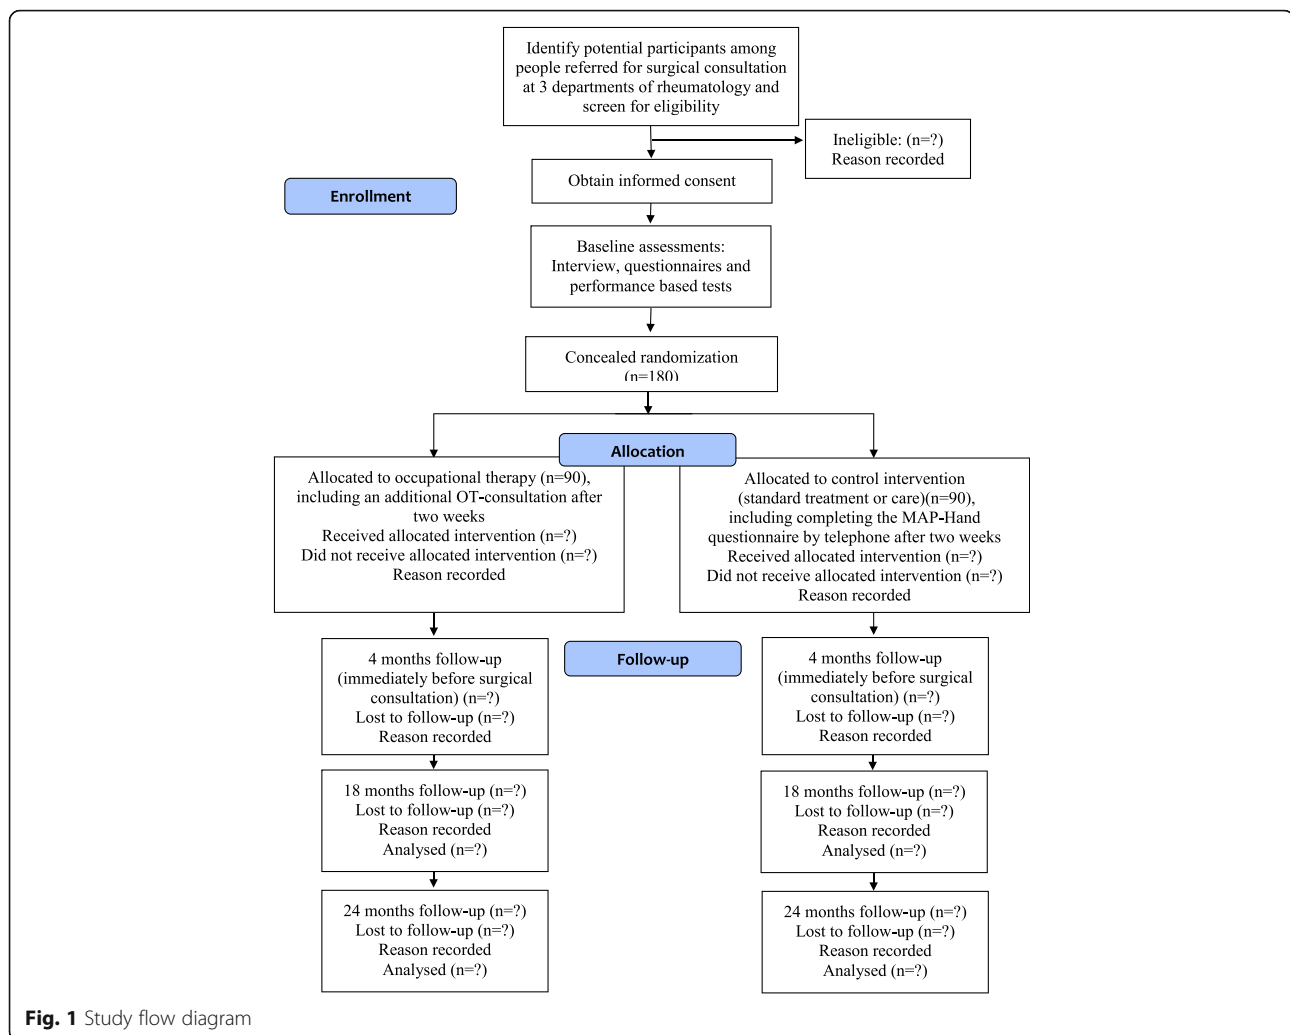 Identify potential participants among
people referred for surgical consultation
at 3 departments of rheumatology and
screen for eligibility
Ineligible: (n=?)
Reason recorded
Obtain informed consent
Enrollment
Baseline assessments:
Interview, questionnaires and
performance based tests
Concealed randomization
(n=180)
Allocation
Allocated to occupational therapy (n=90),
including an additional OT-consultation after
two weeks
Received allocated intervention (n=?)
Did not receive allocated intervention (n=?)
Reason recorded
Allocated to control intervention
(standard treatment or care)(n=90),
including completing the MAP-Hand
questionnaire by telephone after two weeks
Received allocated intervention (n=?)
Did not receive allocated intervention (n=?)
Reason recorded
Follow-up
4 months follow-up
(immediately before surgical
consultation) (n=?)
Lost to follow-up (n=?)
Reason recorded
4 months follow-up
(immediately before surgical
consultation) (n=?)
Lost to follow-up (n=?)
Reason recorded
18 months follow-up (n=?)
Lost to follow-up (n=?)
Reason recorded
Analysed (n=?)
18 months follow-up (n=?)
Lost to follow-up (n=?)
Reason recorded
Analysed (n=?)
24 months follow-up (n=?)
Lost to follow-up (n=?)
Reason recorded
Analysed (n=?)
24 months follow-up (n=?)
Lost to follow-up (n=?)
Reason recorded
Analysed (n=?)
Fig. 1 Study flow diagram